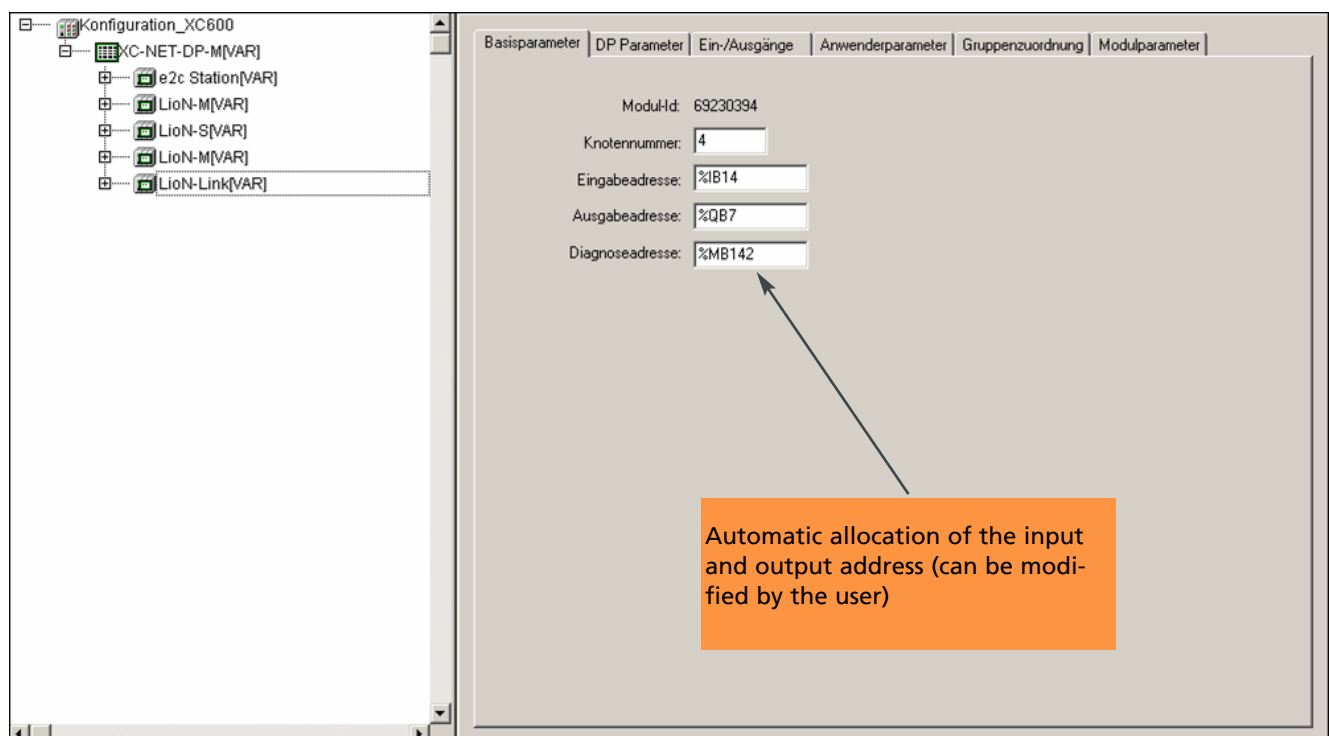 Konfiguration_XC600
XC-NET-DP-M[VAR]
e2c Station[VAR]
LioN-M[VAR]
LioN-S[VAR]
LioN-M[VAR]
LioN-Link[VAR]
Basisparameter DP Parameter Ein-/Ausgänge Anwenderparameter Gruppenzuordnung Modulparameter
Modul-Id: 69230394
Knotennummer: 4
Eingabeadresse: %IB14
Ausgabeadresse: %QB7
Diagnoseadresse: %MB142
Automatic allocation of the input
and output address (can be modi-
fied by the user)